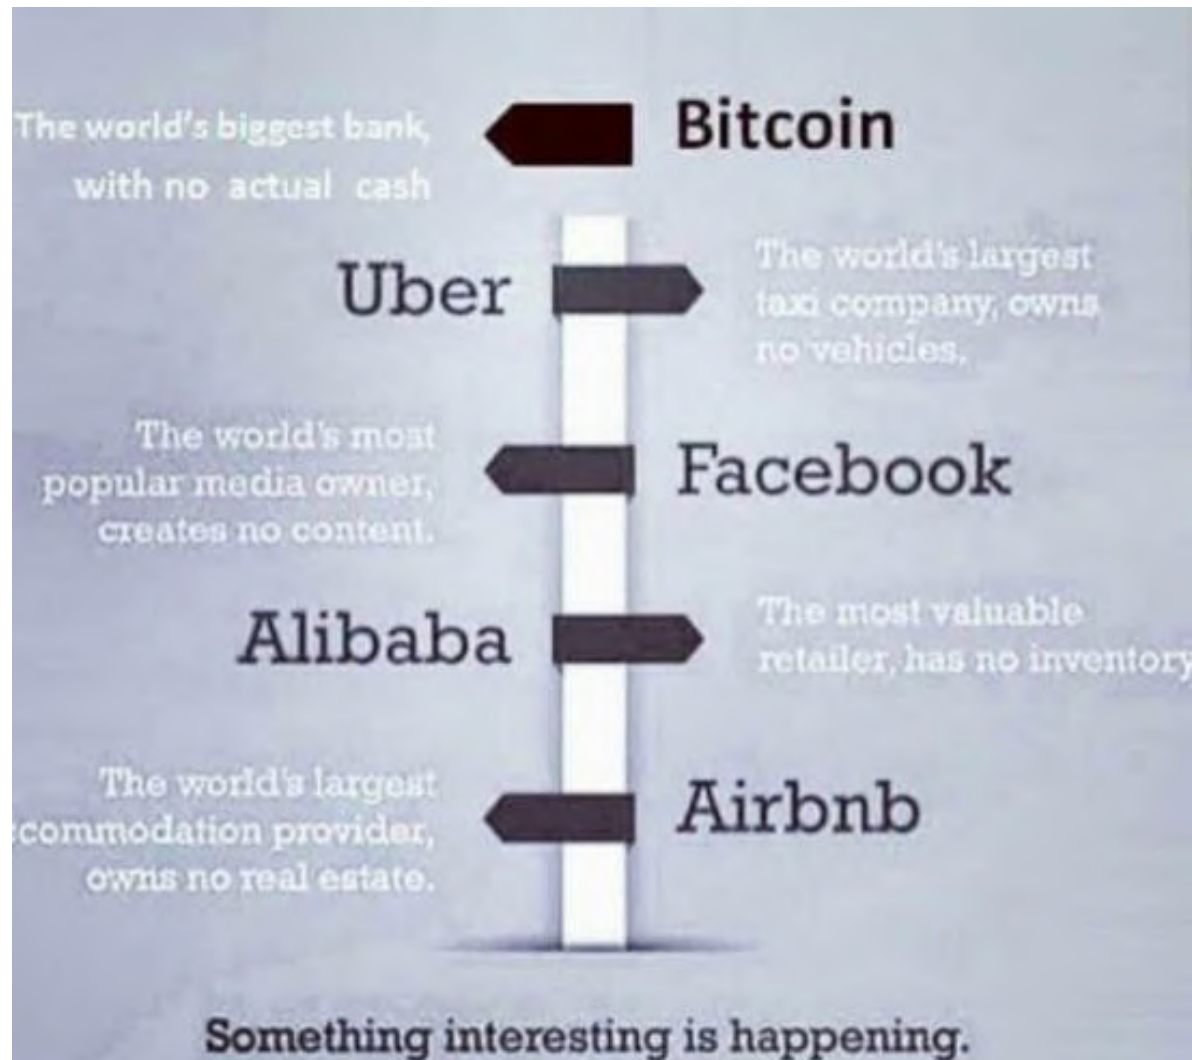 Bitcoin
The world's biggest bank,
with no actual cash
Uber
The world's largest
taxi company, owns
no vehicles.
Facebook
The world's most
popular media owner,
creates no content.
Alibaba
The most valuable
retailer, has no inventory
Airbnb
The world's largest
ccommodation provider,
owns no real estate.
Something interesting is happening.